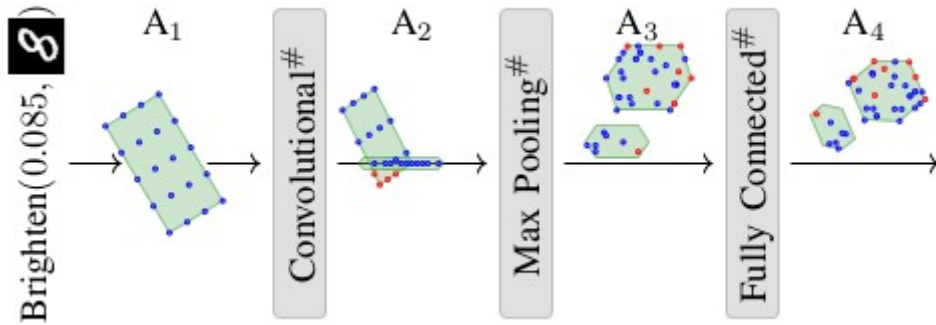 Brighten(0.085, 8)
A₁
Convolutional#
A₂
Max Pooling#
A₃
Fully Connected#
A₄